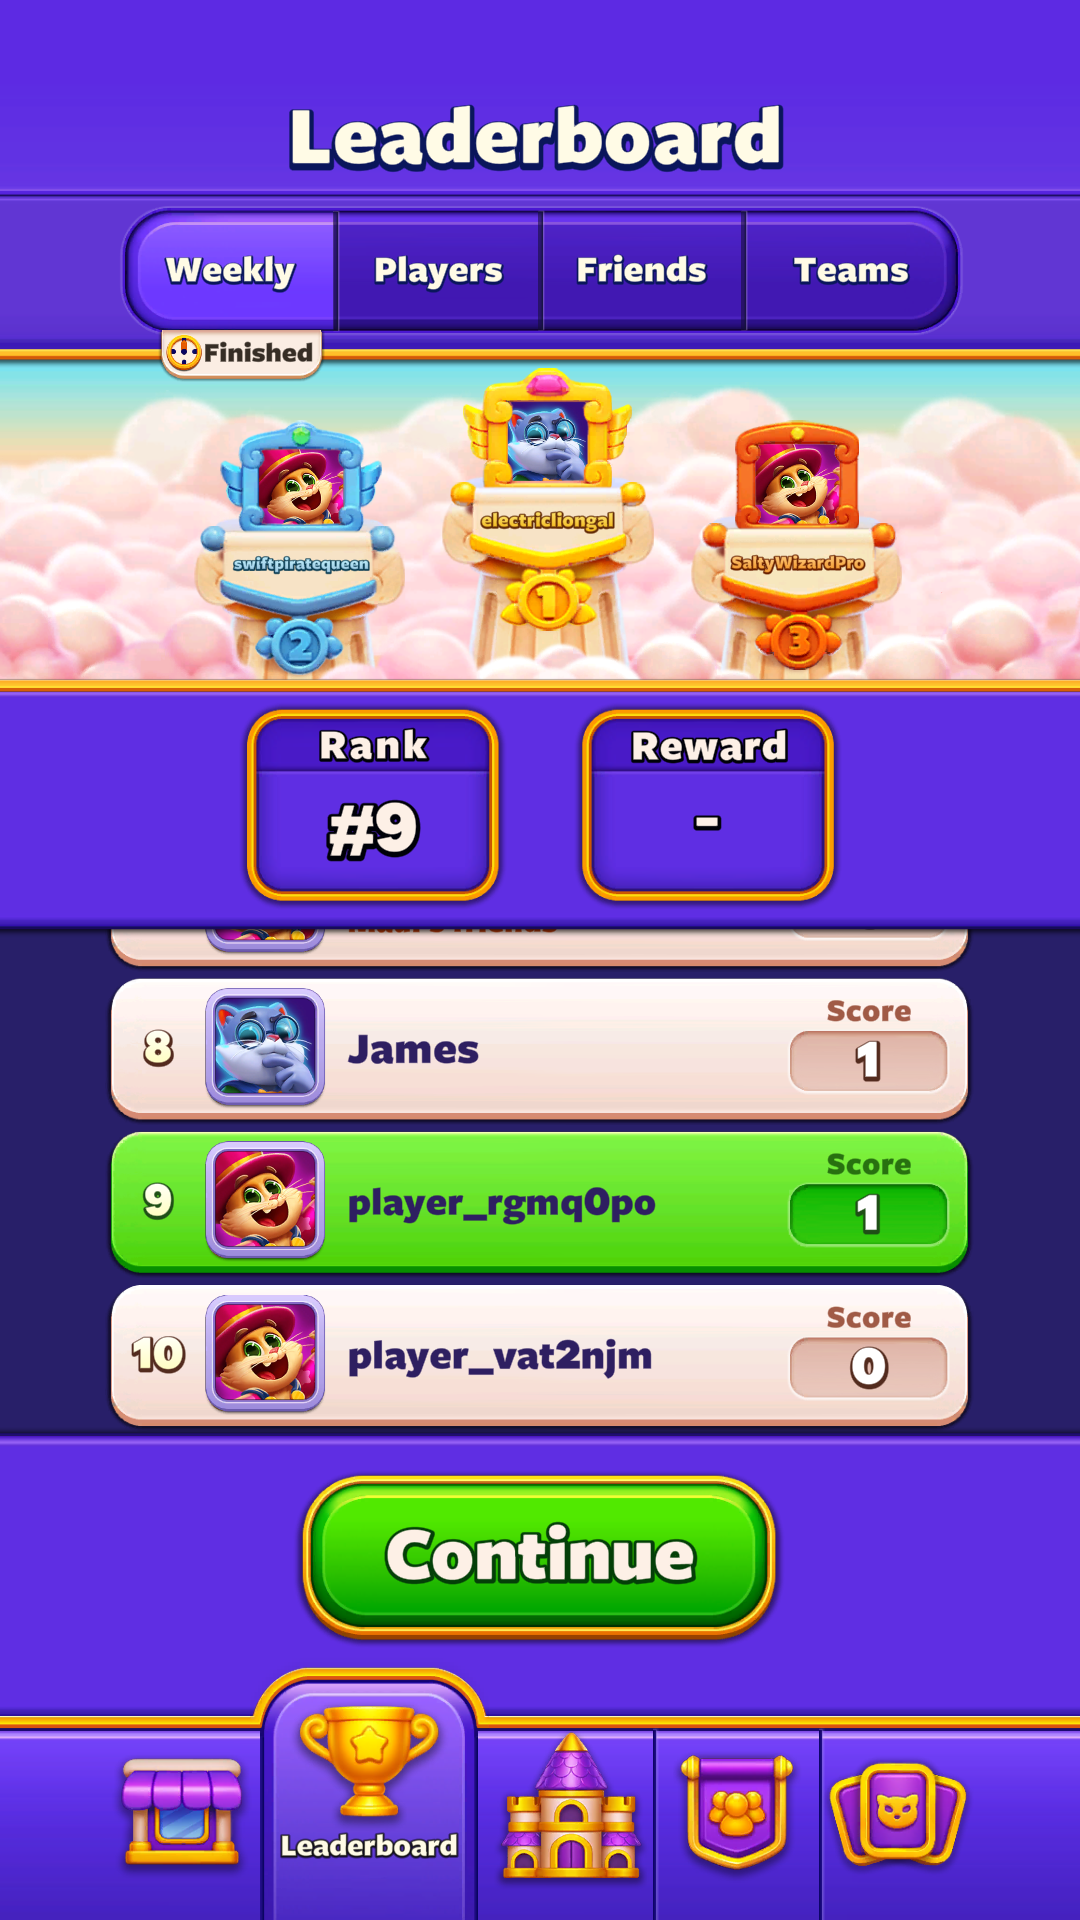 Leaderboard
Weekly
Players
Friends
Teams
Finished
electricliongal
swiftpiratequeen
SaltyWizardPro
1
2
3
Rank
Reward
#9
-
8
James
Score
1
9
player_rgmq0po
Score
1
10
player_vat2njm
Score
0
Continue
Leaderboard